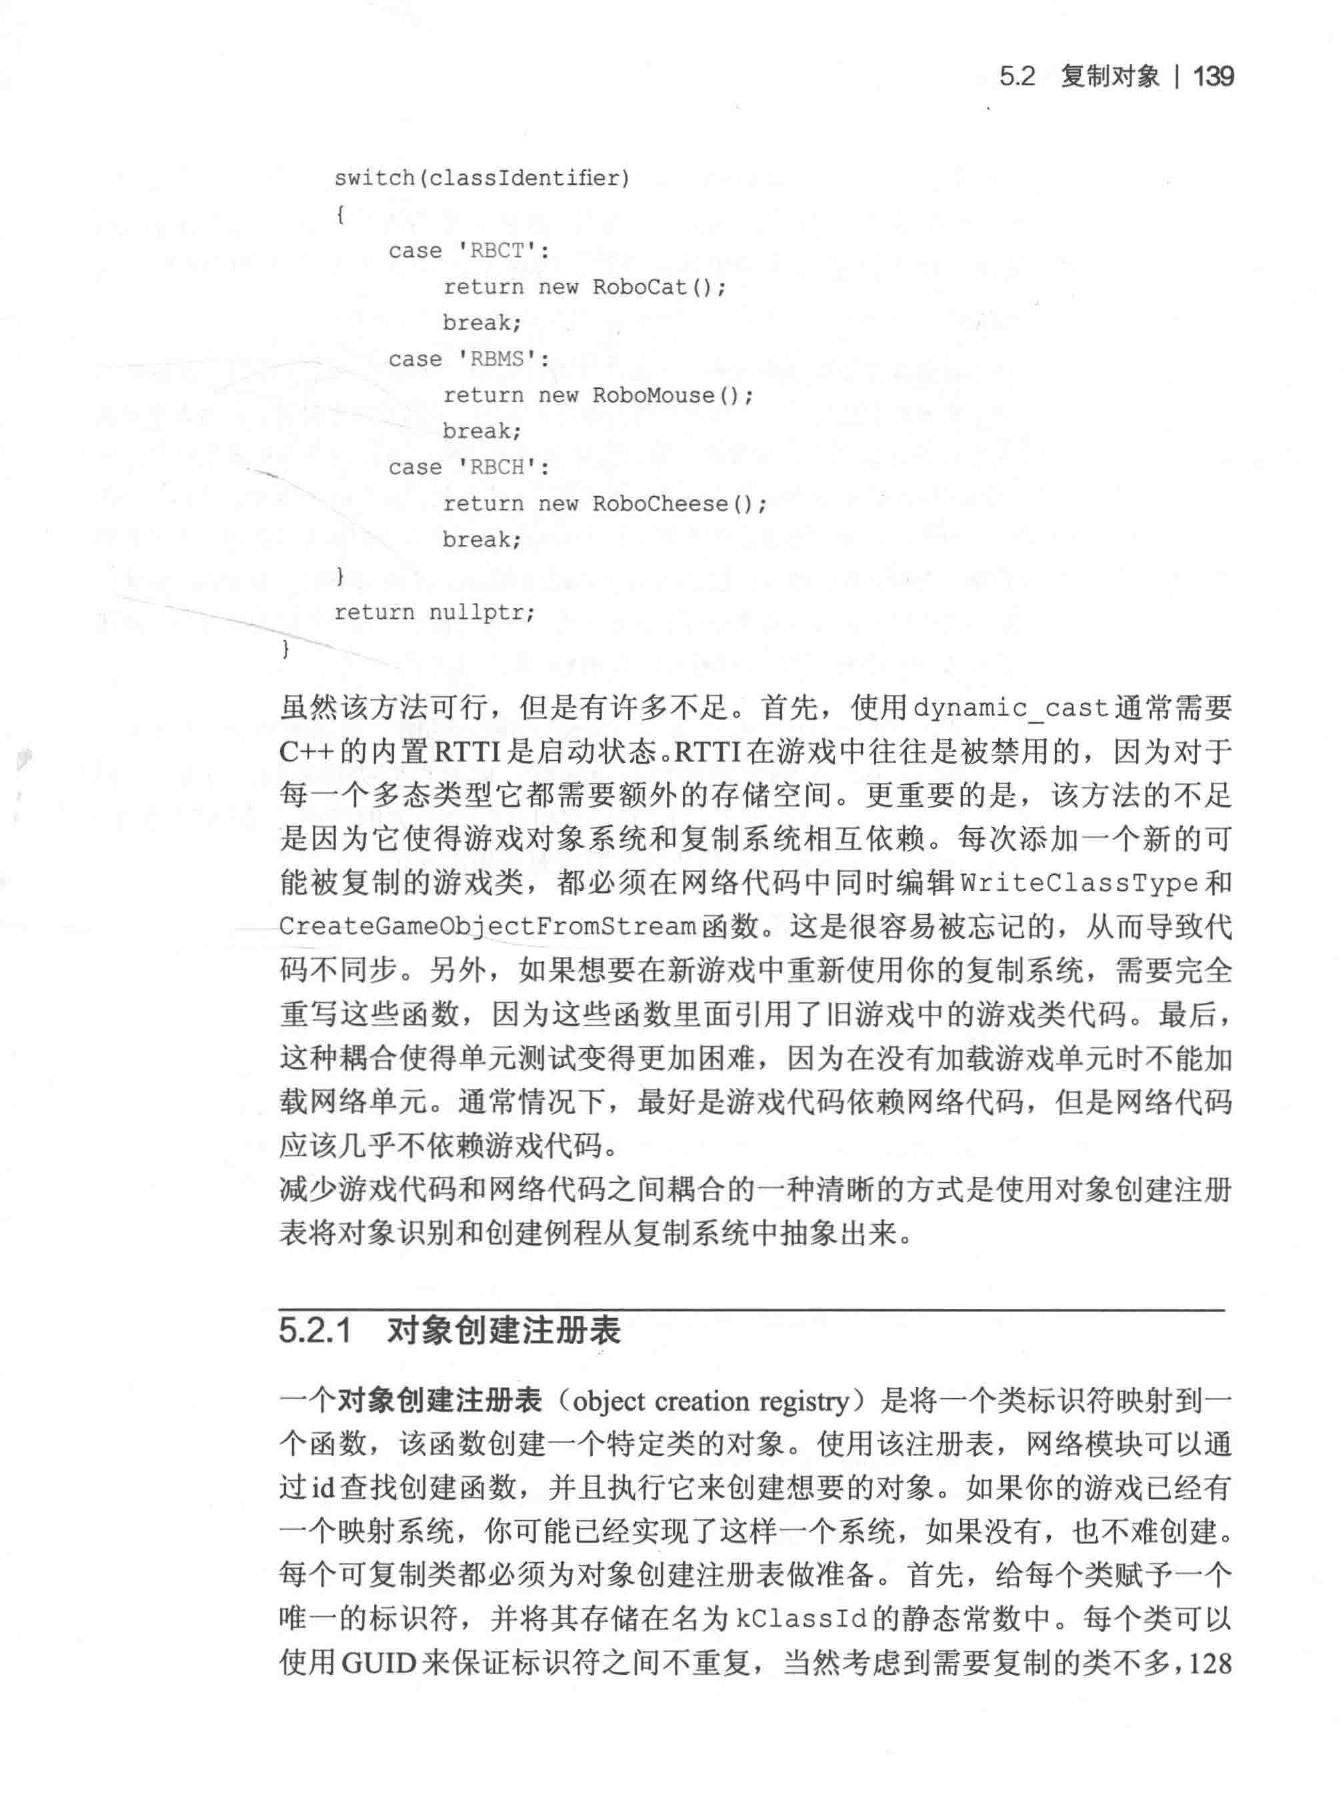 5.2 复制对象 | 139
switch(classIdentifier)
{
case 'RBCT':
return new RoboCat();
break;
case 'RBMS':
return new RoboMouse();
break;
case 'RBCH':
return new RoboCheese();
break;
}
return nullptr;
}
虽然该方法可行，但是有许多不足。首先，使用dynamic_cast通常需要
C++的内置RTTI是启动状态。RTTI在游戏中往往是被禁用的，因为对于
每一个多态类型它都需要额外的存储空间。更重要的是，该方法的不足
是因为它使得游戏对象系统和复制系统相互依赖。每次添加一个新的可
能被复制的游戏类，都必须在网络代码中同时编辑WriteClassType和
CreateGameObjectFromStream函数。这是很容易被忘记的，从而导致代
码不同步。另外，如果想要在新游戏中重新使用你的复制系统，需要完全
重写这些函数，因为这些函数里面引用了旧游戏中的游戏类代码。最后，
这种耦合使得单元测试变得更加困难，因为在没有加载游戏单元时不能加
载网络单元。通常情况下，最好是游戏代码依赖网络代码，但是网络代码
应该几乎不依赖游戏代码。
减少游戏代码和网络代码之间耦合的一种清晰的方式是使用对象创建注册
表将对象识别和创建例程从复制系统中抽象出来。
5.2.1 对象创建注册表
一个对象创建注册表（object creation registry）是将一个类标识符映射到一
个函数，该函数创建一个特定类的对象。使用该注册表，网络模块可以通
过id查找创建函数，并且执行它来创建想要的对象。如果你的游戏已经有
一个映射系统，你可能已经实现了这样一个系统，如果没有，也不难创建。
每个可复制类都必须为对象创建注册表做准备。首先，给每个类赋予一个
唯一的标识符，并将其存储在名为kClassId的静态常数中。每个类可以
使用GUID来保证标识符之间不重复，当然考虑到需要复制的类不多，128